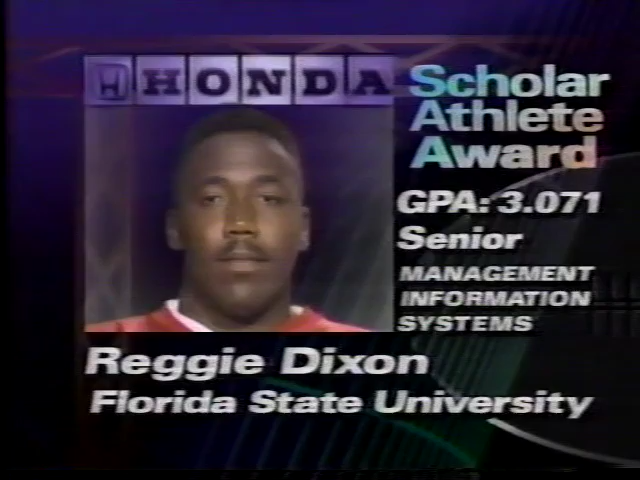 HONDA
Scholar
Athlete
Award
GPA: 3.071
Senior
MANAGEMENT
INFORMATION
SYSTEMS
Reggie Dixon
Florida State University